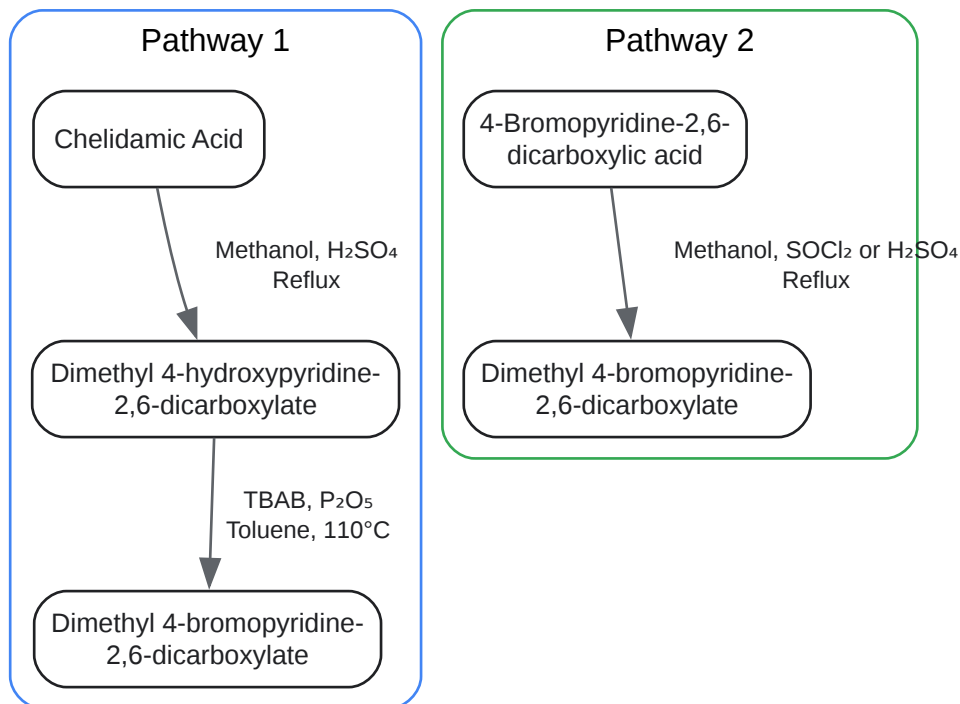 Pathway 1
Chelidamic Acid
Methanol, H₂SO₄
Reflux
Dimethyl 4-hydroxypyridine-
2,6-dicarboxylate
TBAB, P₂O₅
Toluene, 110°C
Dimethyl 4-bromopyridine-
2,6-dicarboxylate
Pathway 2
4-Bromopyridine-2,6-
dicarboxylic acid
Methanol, SOCl₂ or H₂SO₄
Reflux
Dimethyl 4-bromopyridine-
2,6-dicarboxylate